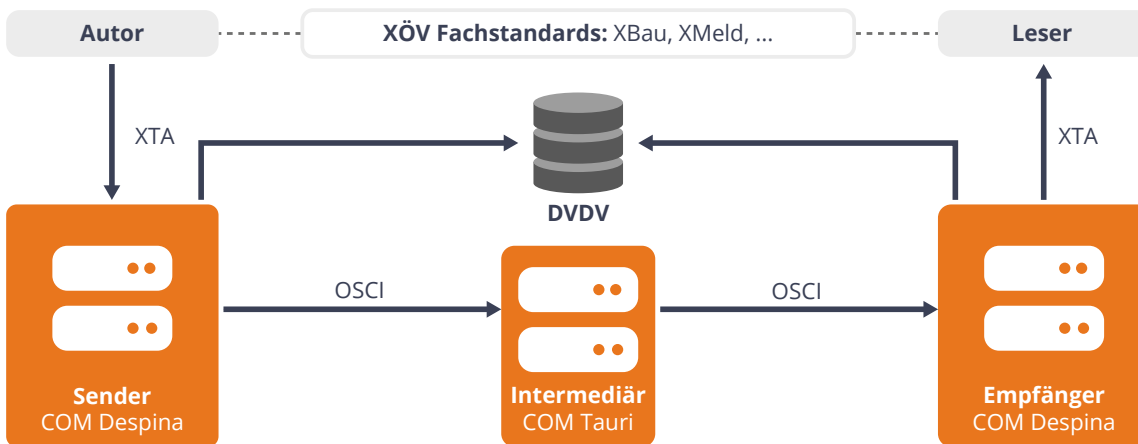 Autor
XÖV Fachstandards: XBau, XMeld, ...
Leser
XTA
XTA
DVDV
OSCI
OSCI
Sender
COM Despina
Intermediär
COM Tauri
Empfänger
COM Despina